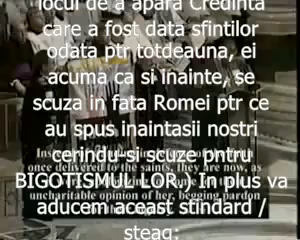 locul de a apara Credinta
care a fost data sfintilor
odata ptr totdeauna, ei
acuma ca si inainte, se
scuza in fata Romei ptr ce
au spus inaintasii nostri
cerindu-si scuze pntru
BIGOTISMUL LOR,) In plus va
aducem aceast stindard /
steag:
once delivered to the saints, they are now, as
uncharitable opinion of her, begging pardon